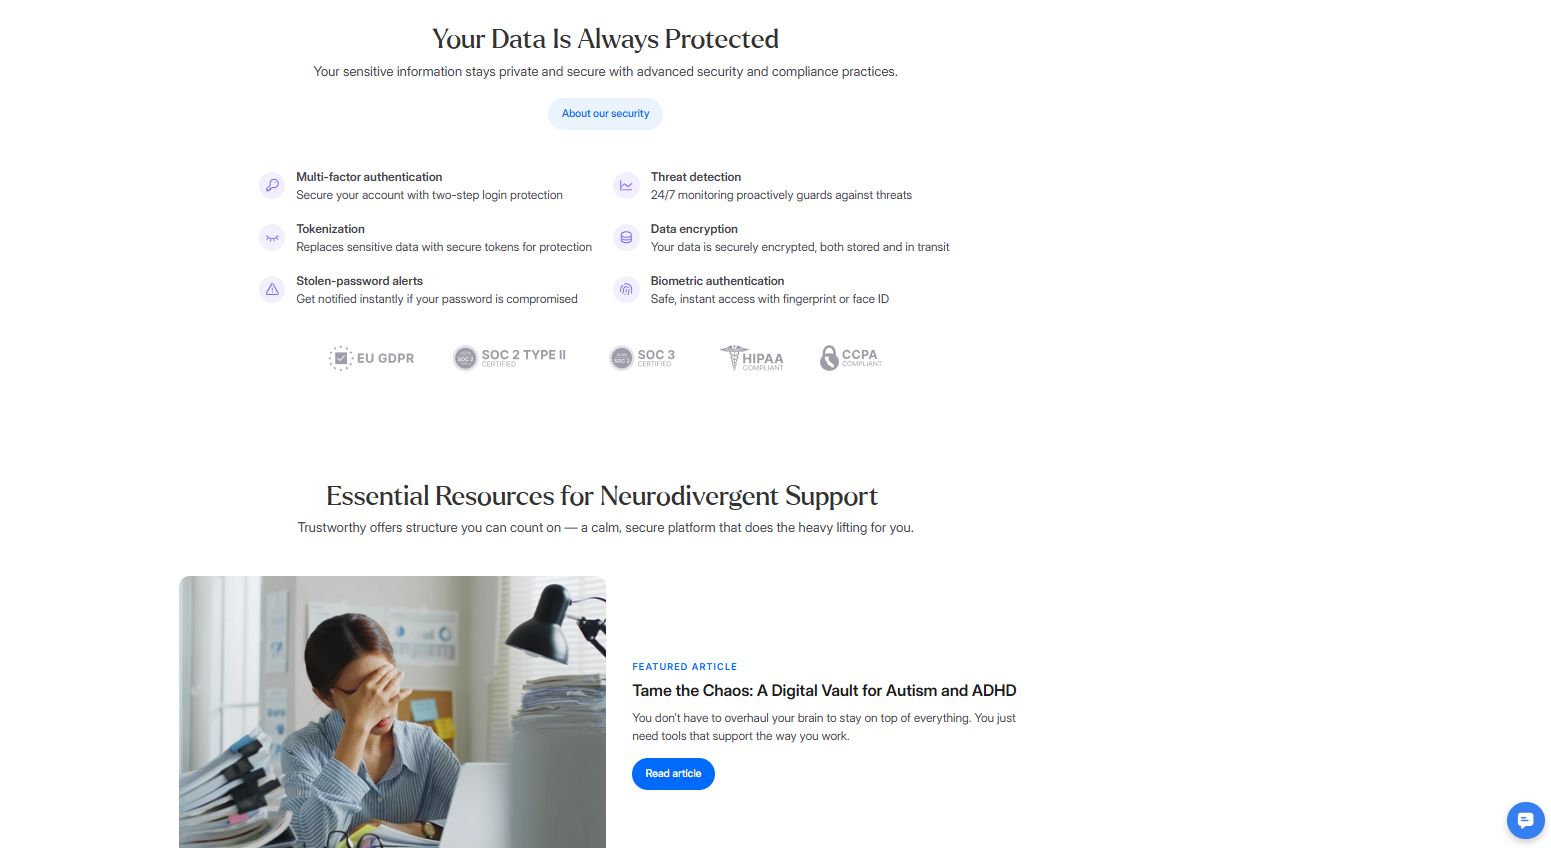 Your Data Is Always Protected
Your sensitive information stays private and secure with advanced security and compliance practices.
About our security
Multi-factor authentication
Secure your account with two-step login protection
Threat detection
24/7 monitoring proactively guards against threats
Tokenization
Replaces sensitive data with secure tokens for protection
Data encryption
Your data is securely encrypted, both stored and in transit
Stolen-password alerts
Get notified instantly if your password is compromised
Biometric authentication
Safe, instant access with fingerprint or face ID
EU GDPR
SOC 2
SOC 2 TYPE II
CERTIFIED
SOC 3
SOC 3
CERTIFIED
HIPAA
COMPLIANT
CCPA
COMPLIANT
Essential Resources for Neurodivergent Support
Trustworthy offers structure you can count on — a calm, secure platform that does the heavy lifting for you.
FEATURED ARTICLE
Tame the Chaos: A Digital Vault for Autism and ADHD
You don't have to overhaul your brain to stay on top of everything. You just
need tools that support the way you work.
Read article